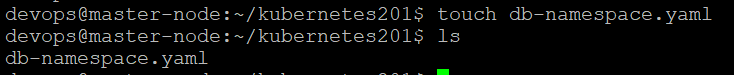 devops@master-node:~/kubernetes201$ touch db-namespace.yaml
devops@master-node:~/kubernetes201$ ls
db-namespace.yaml